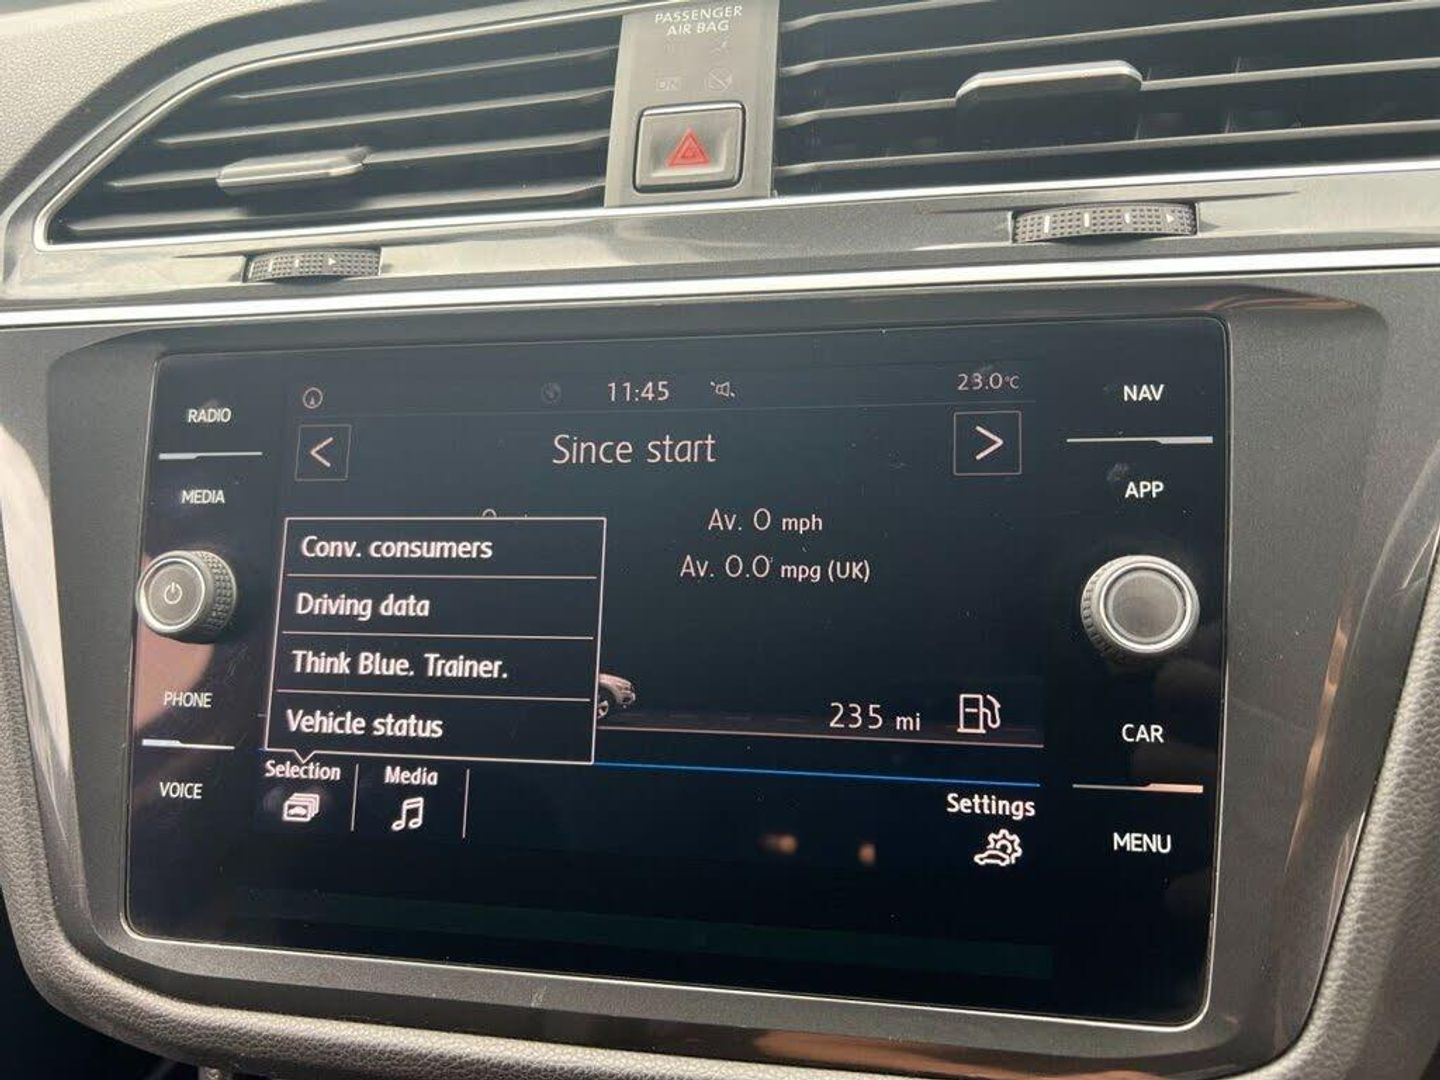 PASSENGER
AIR BAG
ON
RADIO
MEDIA
PHONE
VOICE
11:45
23.0°C
<
Since start
>
Av. 0 mph
Av. 0.0 mpg (UK)
Conv. consumers
Driving data
Think Blue. Trainer.
Vehicle status
235 mi
Selection
Media
Settings
NAV
APP
CAR
MENU